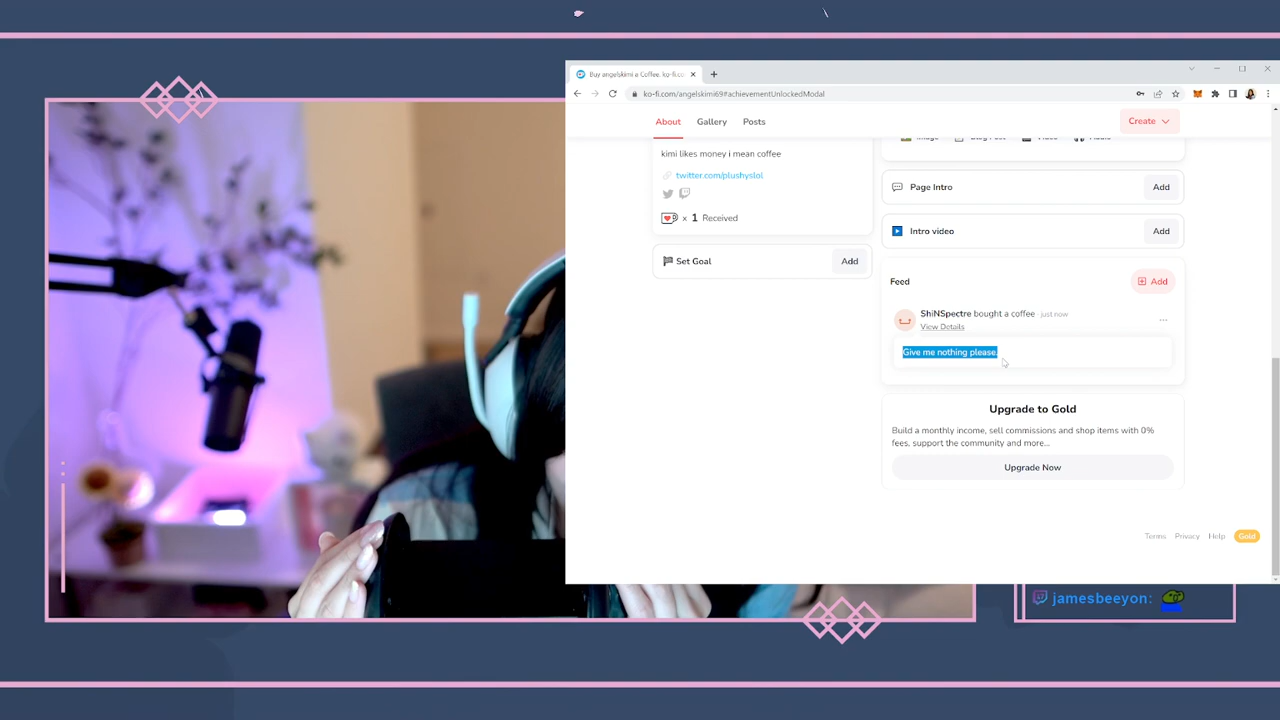 Buy angelskimi a Coffee. ko-fi.co
ko-fi.com/angelskimi69#achievementUnlockedModal
About Gallery Posts
Create
kimi likes money i mean coffee
twitter.com/plushyslol
x 1 Received
Set Goal Add
Page Intro Add
Intro video Add
Feed Add
ShiNSpectre bought a coffee · just now
View Details
Give me nothing please.
Upgrade to Gold
Build a monthly income, sell commissions and shop items with 0%
fees, support the community and more...
Upgrade Now
Terms Privacy Help Gold
jamesbeeyon: